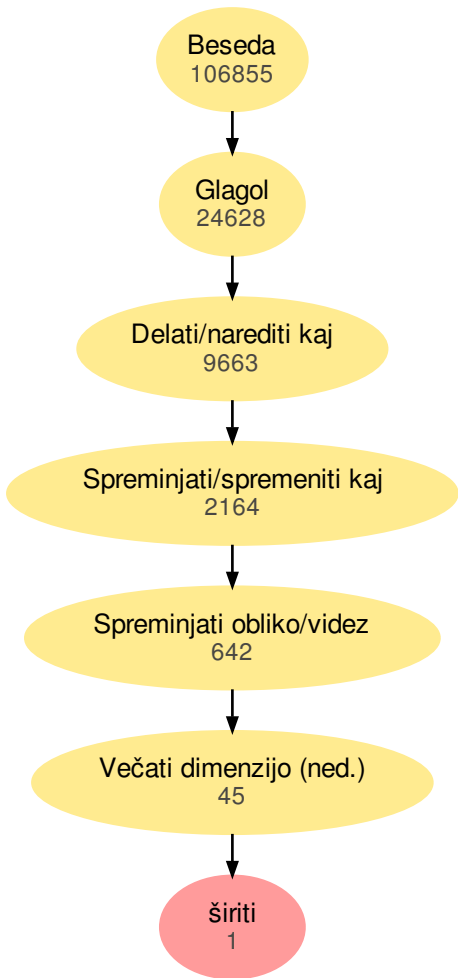 Beseda
106855
Glagol
24628
Delati/narediti kaj
9663
Spreminjati/spremeniti kaj
2164
Spreminjati obliko/videz
642
Večati dimenzijo (ned.)
45
širiti
1